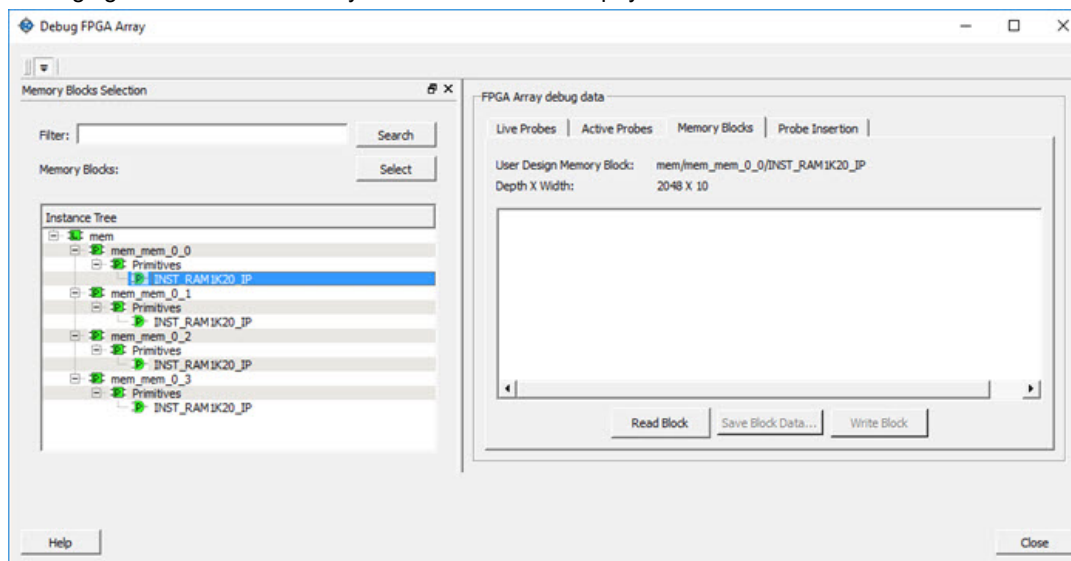 Debug FPGA Array
Memory Blocks Selection
Filter:
Search
Memory Blocks:
Select
Instance Tree
mem
mem_mem_0_0
Primitives
INST_RAM1K20_IP
mem_mem_0_1
Primitives
INST_RAM1K20_IP
mem_mem_0_2
Primitives
INST_RAM1K20_IP
mem_mem_0_3
Primitives
INST_RAM1K20_IP
FPGA Array debug data
Live Probes Active Probes Memory Blocks Probe Insertion
User Design Memory Block: mem/mem_mem_0_0/INST_RAM1K20_IP
Depth X Width: 2048 X 10
Read Block Save Block Data... Write Block
Help
Close